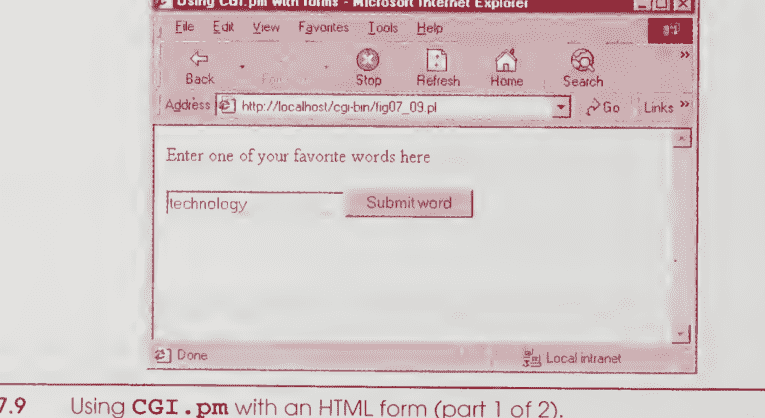 Using CGI.pm with forms - Microsoft Internet Explorer
File Edit View Favorites Tools Help
Back Stop Refresh Home Search »
Address http://localhost/cgi-bin/fig07_09.pl Go Links »
Enter one of your favorite words here
technology Submit word
Done Local intranet
7.9 Using CGI.pm with an HTML form (part 1 of 2).